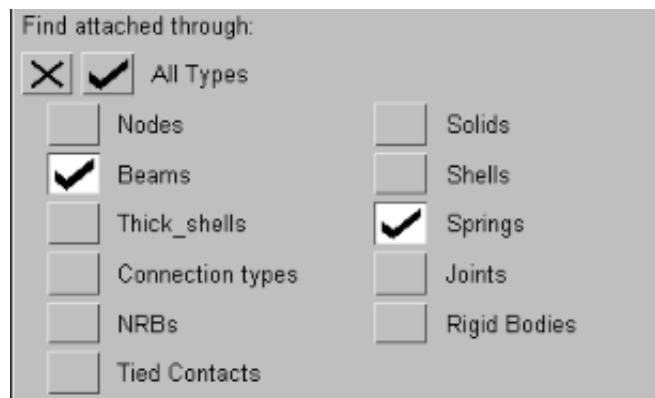 Find attached through:
All Types
Nodes Solids
Beams Shells
Thick_shells Springs
Connection types Joints
NRBs Rigid Bodies
Tied Contacts